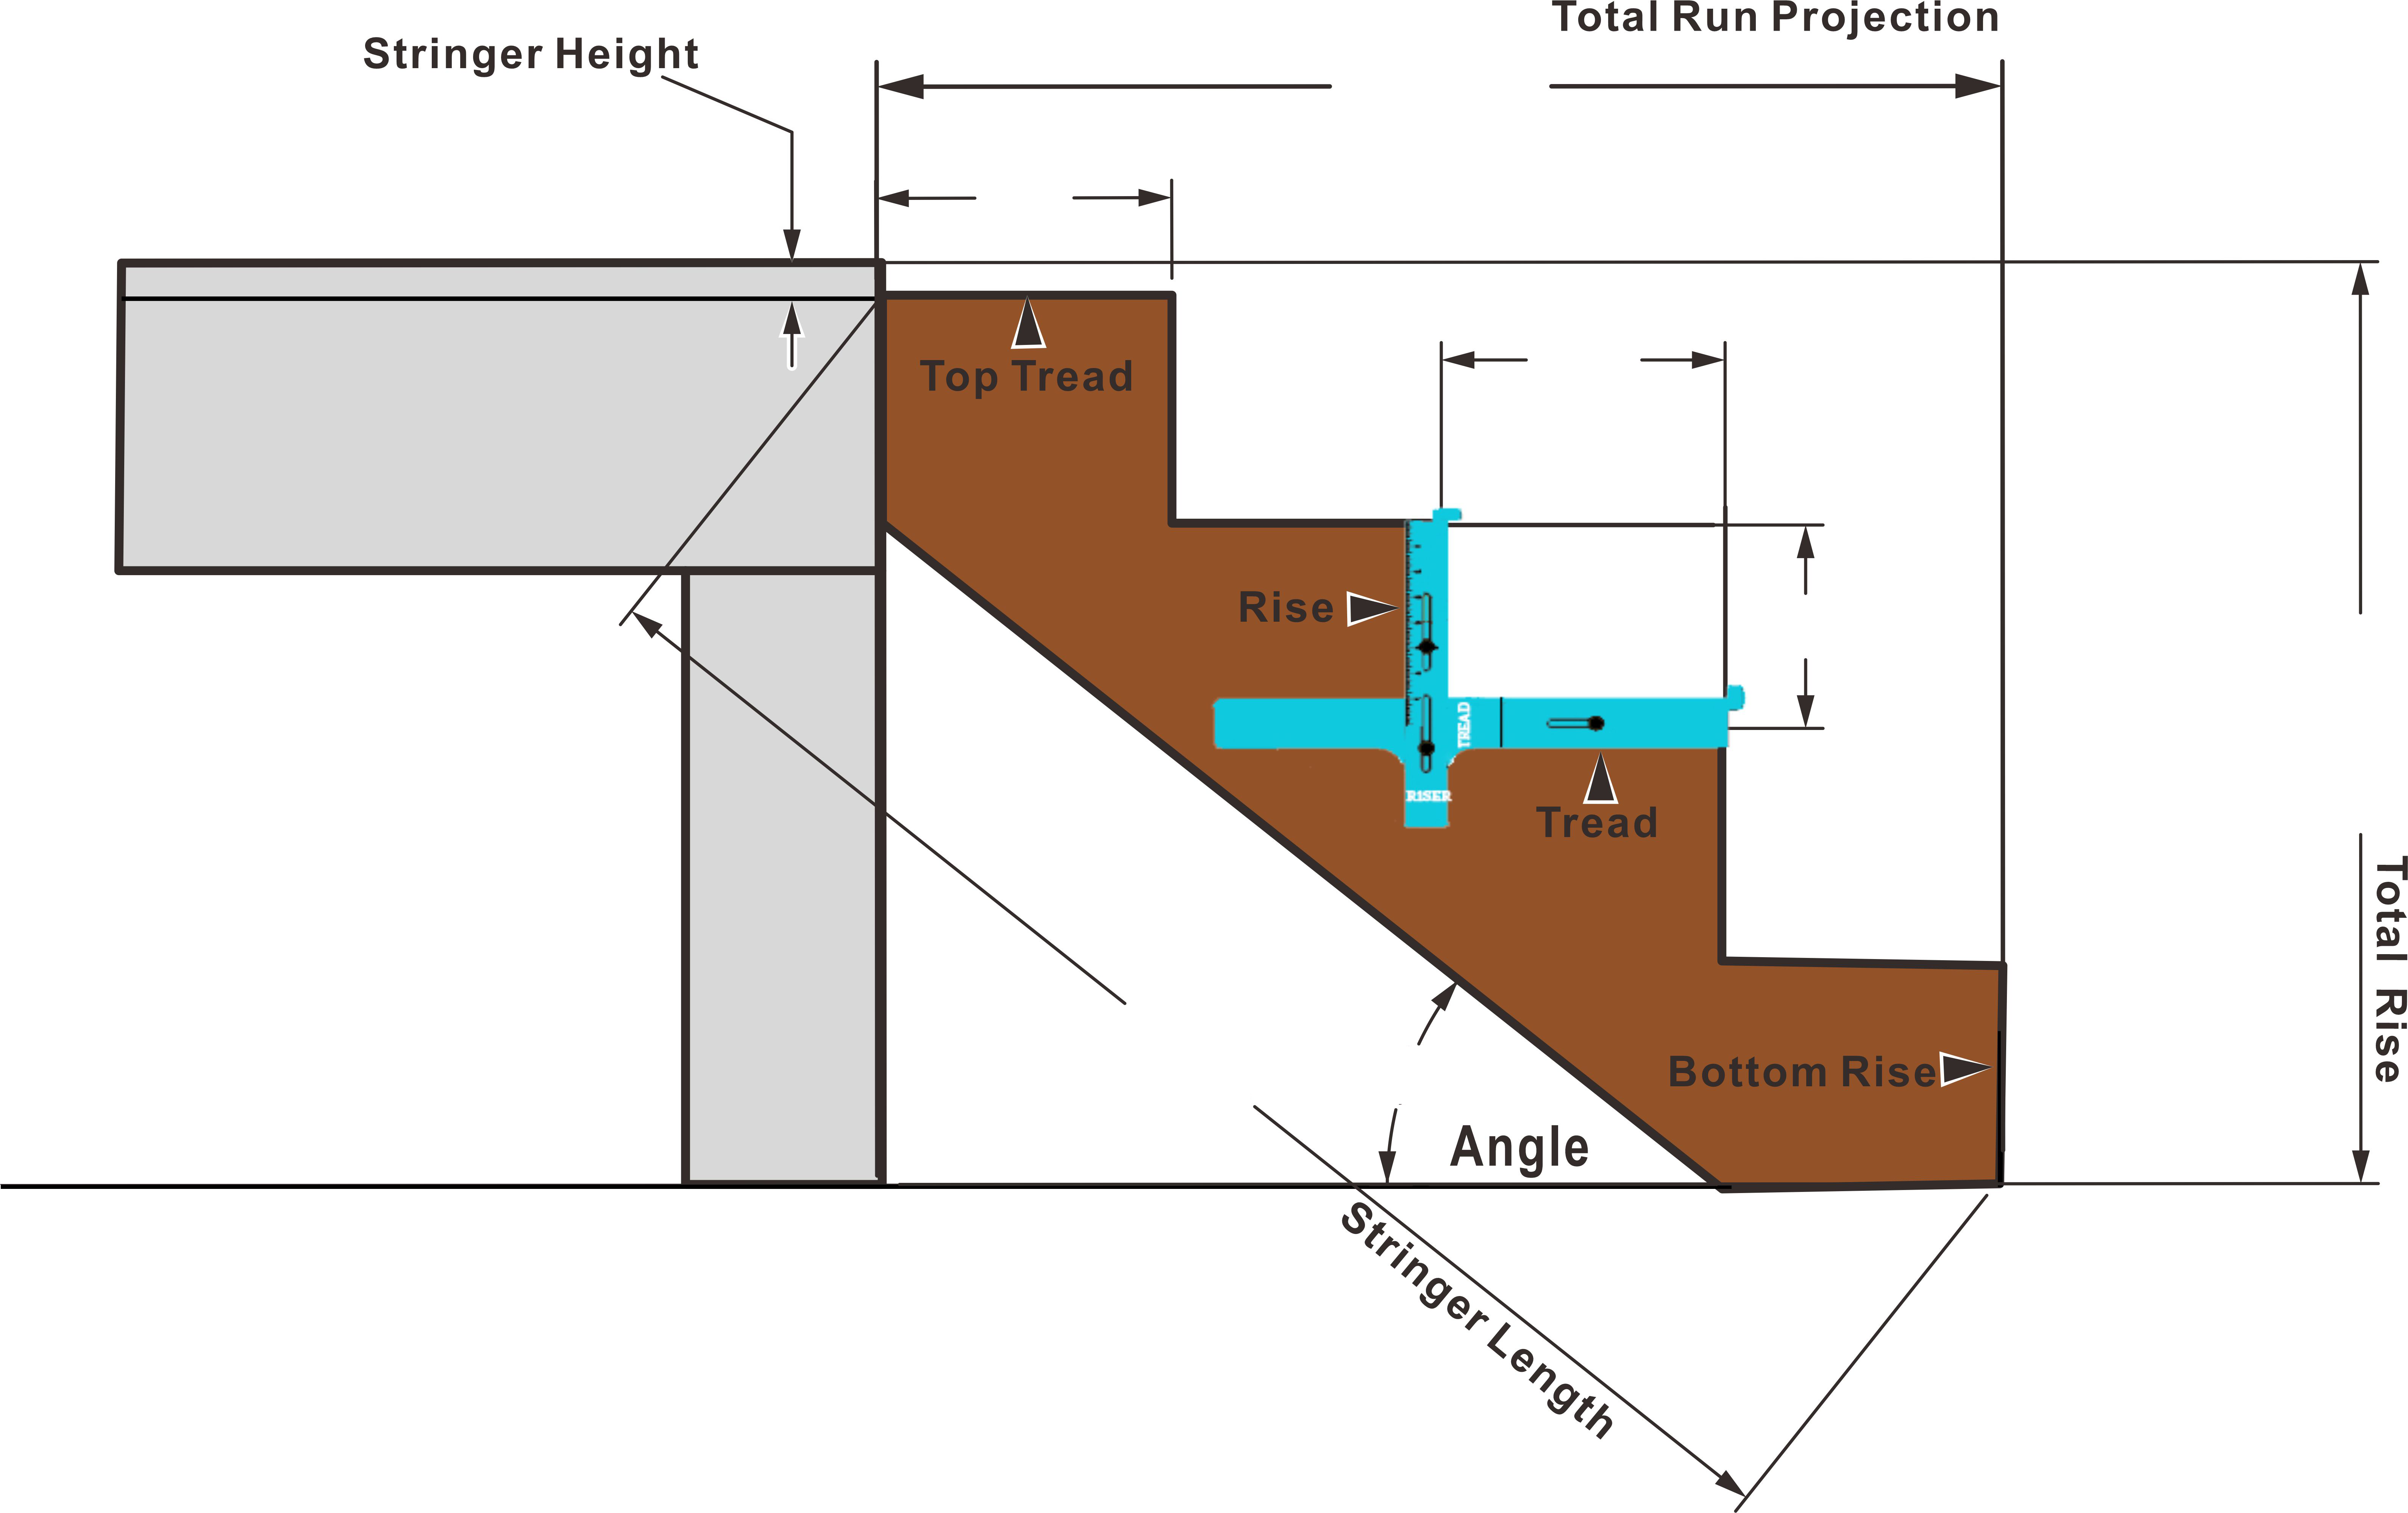 Total Run Projection
Stringer Height
Top Tread
Rise
TREAD
RISER
Tread
Total Rise
Bottom Rise
Angle
Stringer Length